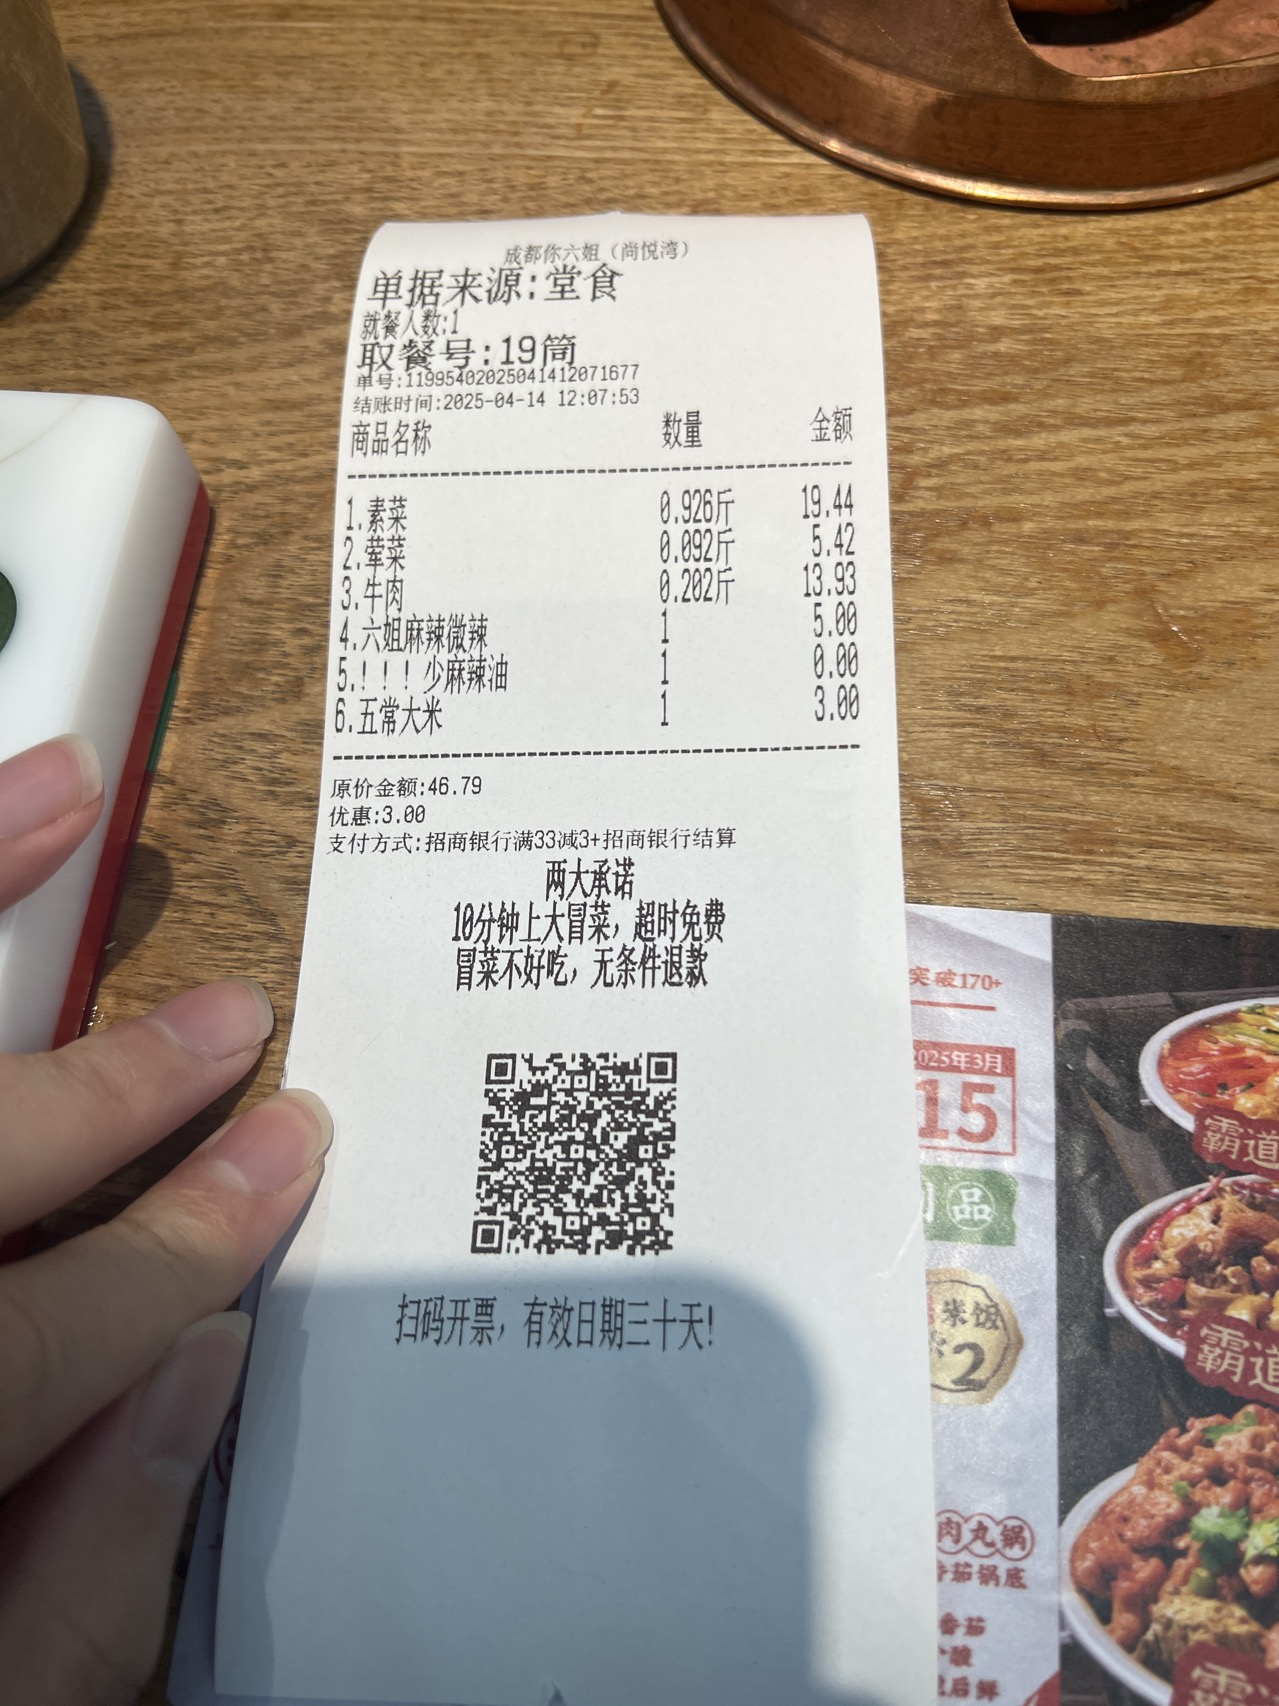 成都你六姐（尚悦湾）
单据来源:堂食
就餐人数:1
取餐号:19筒
单号:11995402025041412071677
结账时间:2025-04-14 12:07:53
商品名称 数量 金额
1.素菜 0.926斤 19.44
2.荤菜 0.092斤 5.42
3.牛肉 0.202斤 13.93
4.六姐麻辣微辣 1 5.00
5.！！！少麻辣油 1 0.00
6.五常大米 1 3.00
原价金额:46.79
优惠:3.00
支付方式:招商银行满33减3+招商银行结算
两大承诺
10分钟上大冒菜，超时免费
冒菜不好吃，无条件退款
扫码开票，有效日期三十天!
突破170+
025年3月
15
品
米饭
2
肉丸锅
番茄锅底
番茄
酸
后鲜
霸道
霸道
霸